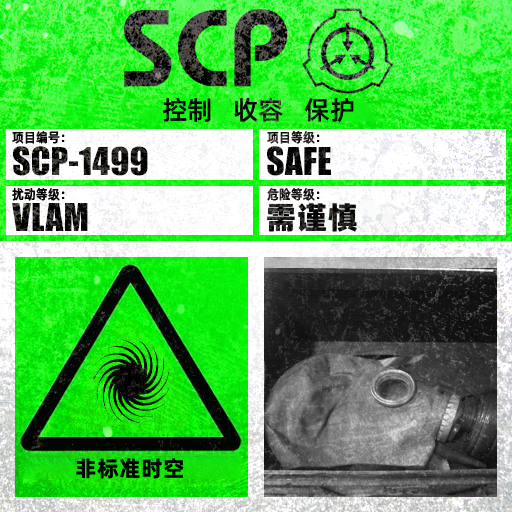 SCP
控制 收容 保护
项目编号:
SCP-1499
项目等级:
SAFE
扰动等级:
VLAM
危险等级:
需谨慎
非标准时空